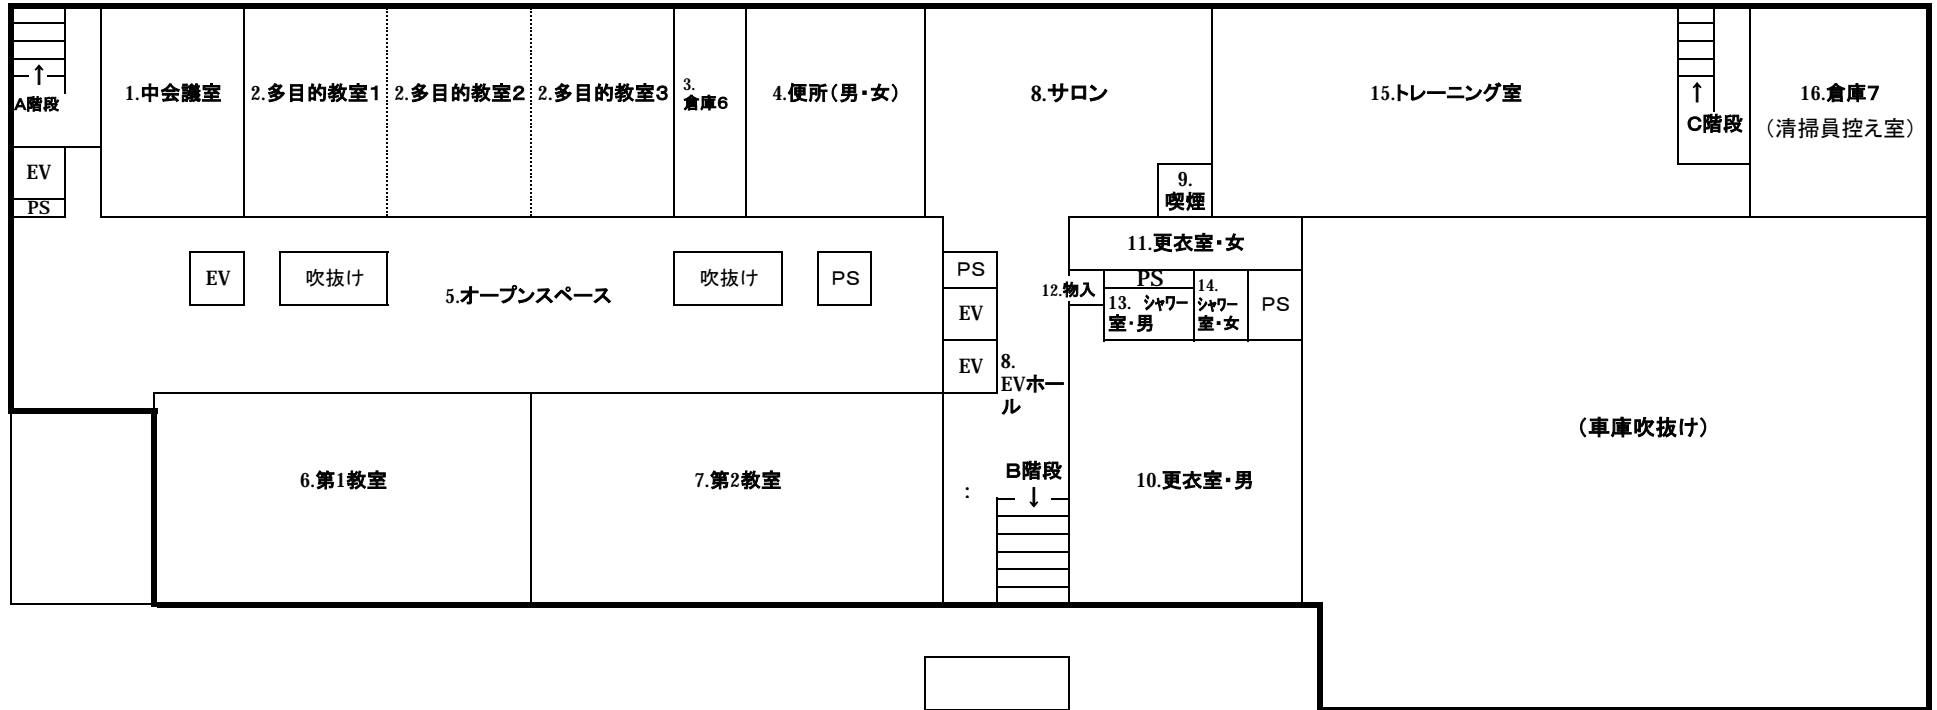 A階段
1.中会議室
2.多目的教室1
2.多目的教室2
2.多目的教室3
3.
倉庫6
4.便所（男・女）
8.サロン
15.トレーニング室
↑
↑
C階段
16.倉庫7
（清掃員控え室）
EV
PS
9.
喫煙
11.更衣室・女
EV
吹抜け
5.オープンスペース
吹抜け
PS
PS
EV
EV
12.物入
PS
13. シャワー
室・男
14.
シャワー
室・女
PS
8.
EVホー
ル
（車庫吹抜け）
6.第1教室
7.第2教室
:
B階段
↓
10.更衣室・男